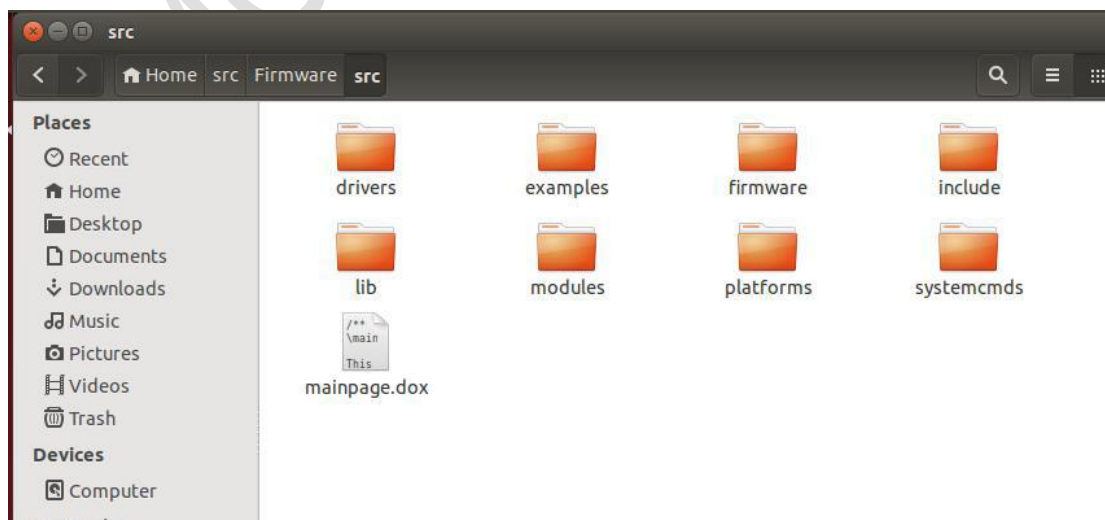 src
Home src Firmware src
Places
Recent
Home
Desktop
Documents
Downloads
Music
Pictures
Videos
Trash
Devices
Computer
drivers examples firmware include
lib modules platforms systemcmds
/**
\main
This
mainpage.dox